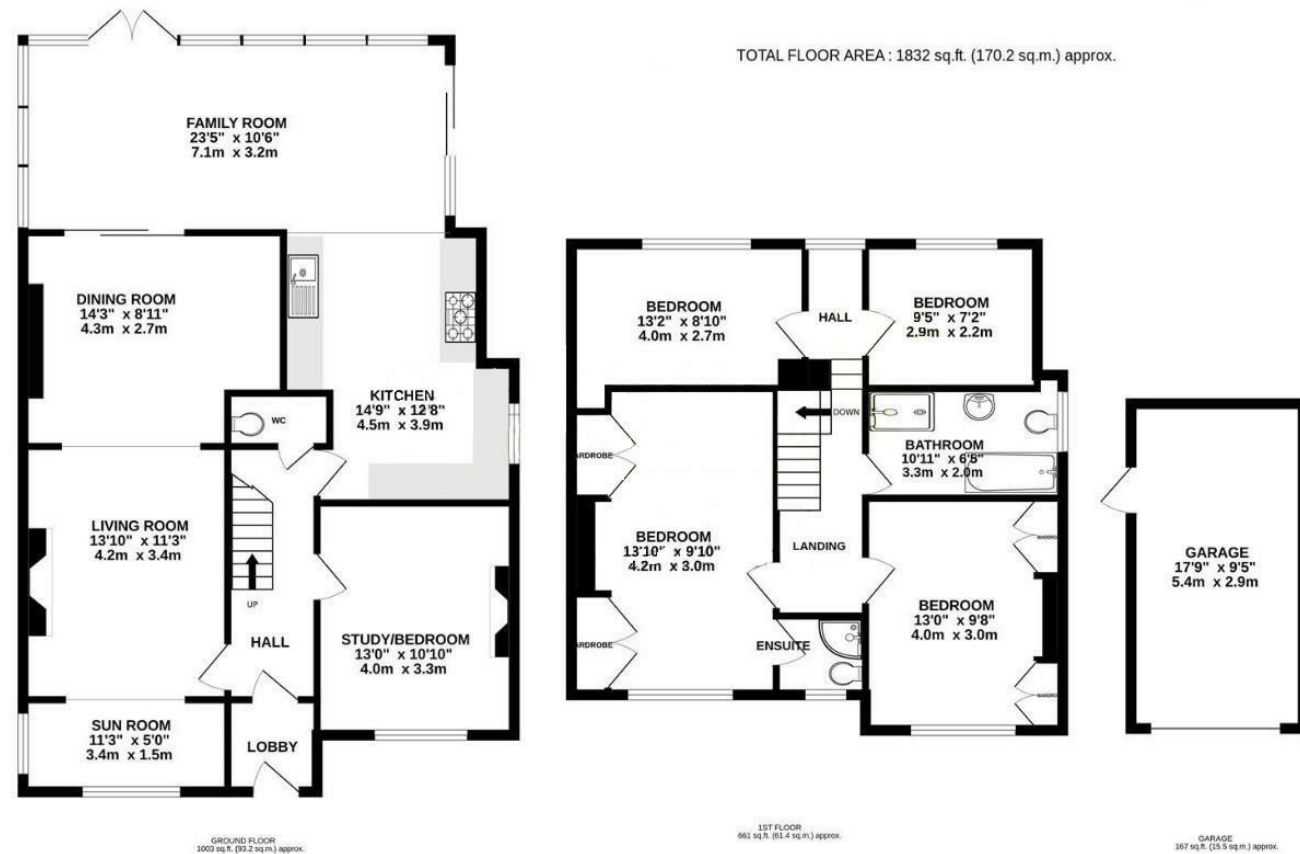 TOTAL FLOOR AREA : 1832 sq.ft. (170.2 sq.m.) approx.
FAMILY ROOM
23'5" x 10'6"
7.1m x 3.2m
DINING ROOM
14'3" x 8'11"
4.3m x 2.7m
KITCHEN
14'9" x 12'8"
4.5m x 3.9m
WC
LIVING ROOM
13'10" x 11'3"
4.2m x 3.4m
UP
HALL
STUDY/BEDROOM
13'0" x 10'10"
4.0m x 3.3m
SUN ROOM
11'3" x 5'0"
3.4m x 1.5m
LOBBY
GROUND FLOOR
1003 sq.ft. (93.2 sq.m.) approx.
BEDROOM
13'2" x 8'10"
4.0m x 2.7m
HALL
BEDROOM
9'5" x 7'2"
2.9m x 2.2m
DOWN
BATHROOM
10'11" x 6'6"
3.3m x 2.0m
ARDROBE
BEDROOM
13'10" x 9'10"
4.2m x 3.0m
LANDING
ARDROBE
ENSUITE
BEDROOM
13'0" x 9'8"
4.0m x 3.0m
1ST FLOOR
661 sq.ft. (61.4 sq.m.) approx.
GARAGE
17'9" x 9'5"
5.4m x 2.9m
GARAGE
167 sq.ft. (15.5 sq.m.) approx.